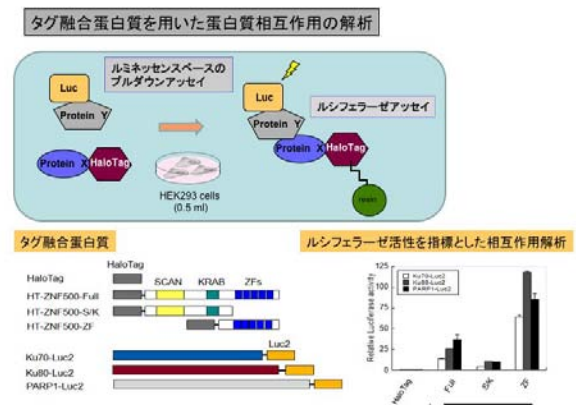 タグ融合蛋白質を用いた蛋白質相互作用の解析
ルミネッセンスベースの
プルダウンアッセイ
Luc
Protein Y
Protein X
HaloTag
HEK293 cells
(0.5 ml)
Luc
ルシフェラーゼアッセイ
Protein Y
Protein X
HaloTag
resin
タグ融合蛋白質
HaloTag
SCAN
KRAB
ZFs
HaloTag
HT-ZNF500-Full
HT-ZNF500-S/K
HT-ZNF500-ZF
Luc2
Ku70-Luc2
Ku80-Luc2
PARP1-Luc2
ルシフェラーゼ活性を指標とした相互作用解析
Relative Luciferase activity
125
100
75
50
25
0
Ku70-Luc2
Ku80-Luc2
PARP1-Luc2
HaloTag
Full
S/K
ZF